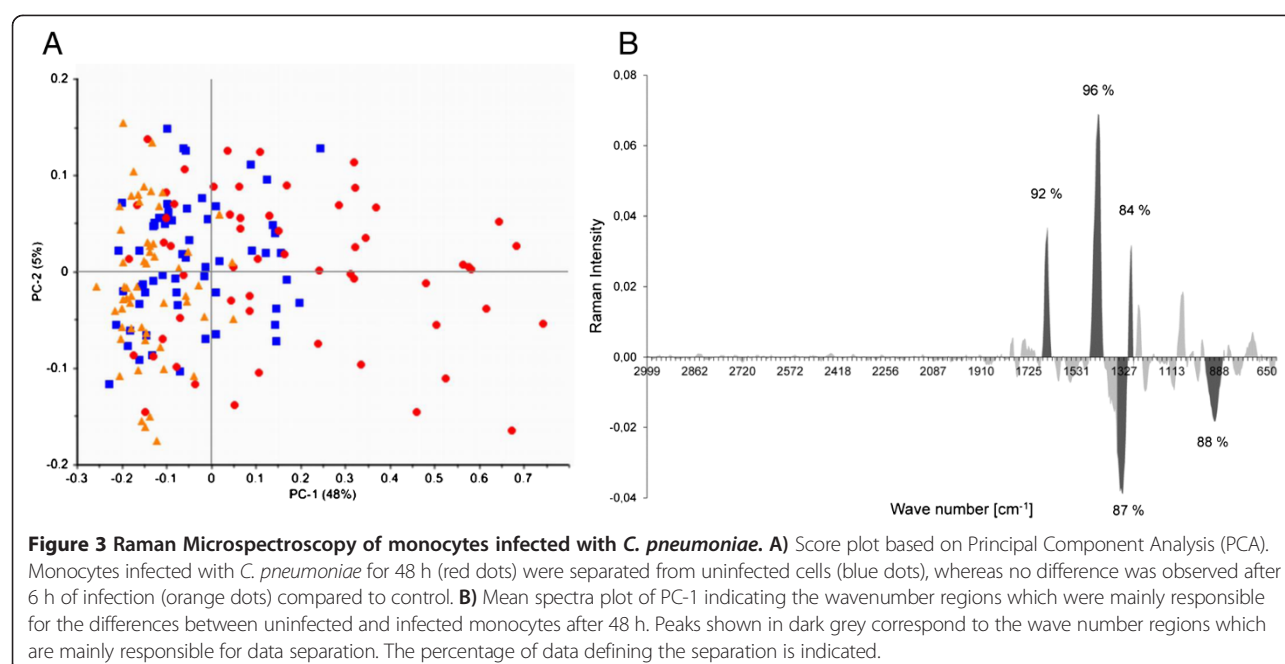 A
B
0.2
0.1
0
-0.1
-0.2
PC-2 (5%)
-0.3 -0.2 -0.1 0 0.1 0.2 0.3 0.4 0.5 0.6 0.7
PC-1 (48%)
0,08
0,06
0,04
0,02
0,00
-0,02
-0,04
Raman Intensity
96 %
92 %
84 %
2999 2862 2720 2572 2418 2256 2087 1910 1725 1531 1327 1113 888 650
88 %
87 %
Wave number [cm-1]
Figure 3 Raman Microspectroscopy of monocytes infected with C. pneumoniae. A) Score plot based on Principal Component Analysis (PCA).
Monocytes infected with C. pneumoniae for 48 h (red dots) were separated from uninfected cells (blue dots), whereas no difference was observed after
6 h of infection (orange dots) compared to control. B) Mean spectra plot of PC-1 indicating the wavenumber regions which were mainly responsible
for the differences between uninfected and infected monocytes after 48 h. Peaks shown in dark grey correspond to the wave number regions which
are mainly responsible for data separation. The percentage of data defining the separation is indicated.